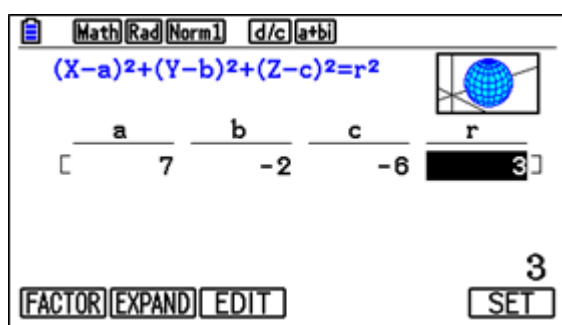 Math Rad Norm1 d/c a+bi
(X-a)²+(Y-b)²+(Z-c)²=r²
a b c r
[ 7 -2 -6 3 ]
3
FACTOR EXPAND EDIT SET